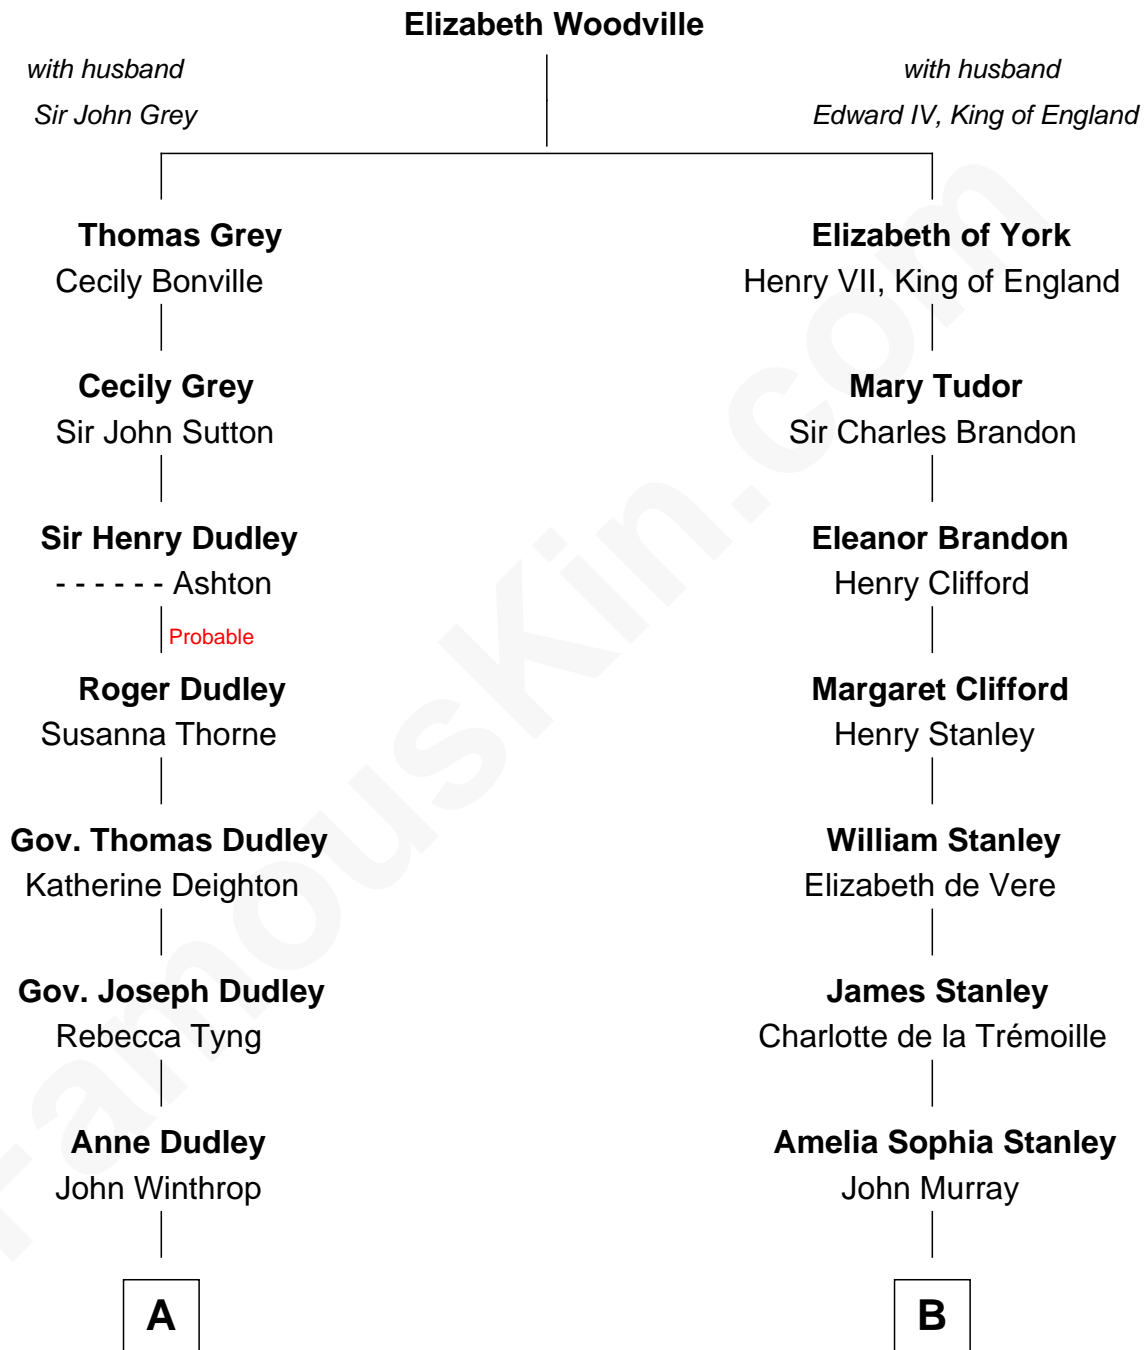 Elizabeth Woodville
with husband
Sir John Grey
with husband
Edward IV, King of England
Thomas Grey
Cecily Bonville
Elizabeth of York
Henry VII, King of England
Cecily Grey
Sir John Sutton
Mary Tudor
Sir Charles Brandon
Sir Henry Dudley
- - - - - - Ashton
Eleanor Brandon
Henry Clifford
Probable
Roger Dudley
Susanna Thorne
Margaret Clifford
Henry Stanley
Gov. Thomas Dudley
Katherine Deighton
William Stanley
Elizabeth de Vere
Gov. Joseph Dudley
Rebecca Tyng
James Stanley
Charlotte de la Trémoille
Anne Dudley
John Winthrop
Amelia Sophia Stanley
John Murray
A
B
FamousKin.com